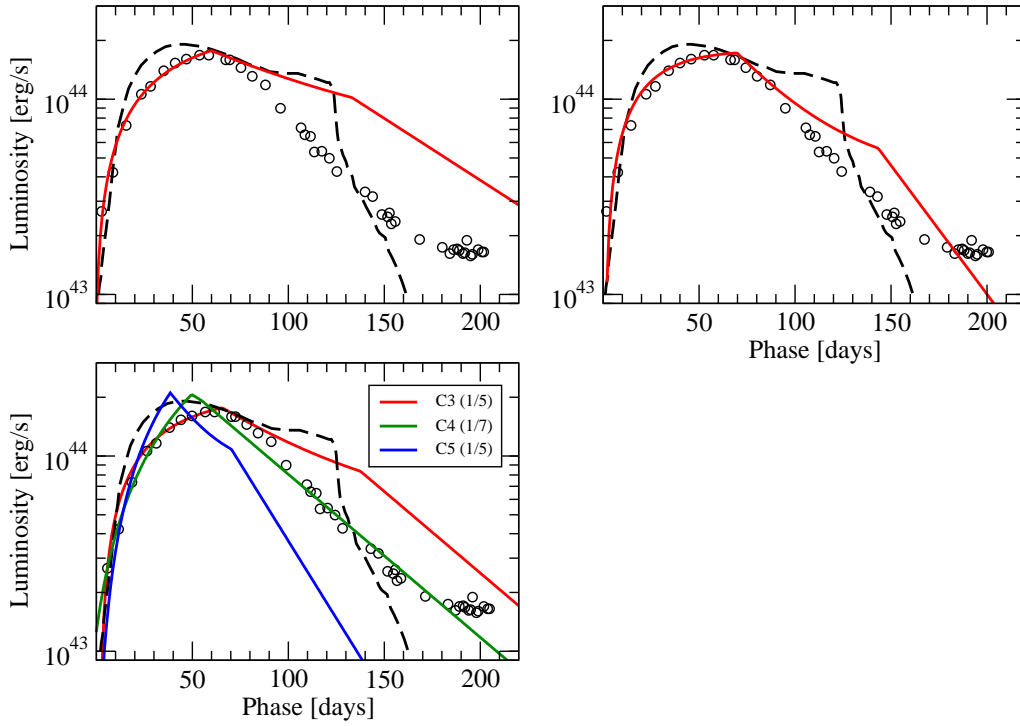 Luminosity [erg/s]
10^44
10^43
50 100 150 200
10^44
10^43
50 100 150 200
Luminosity [erg/s]
Phase [days]
Luminosity [erg/s]
10^44
10^43
C3 (1/5)
C4 (1/7)
C5 (1/5)
50 100 150 200
Phase [days]